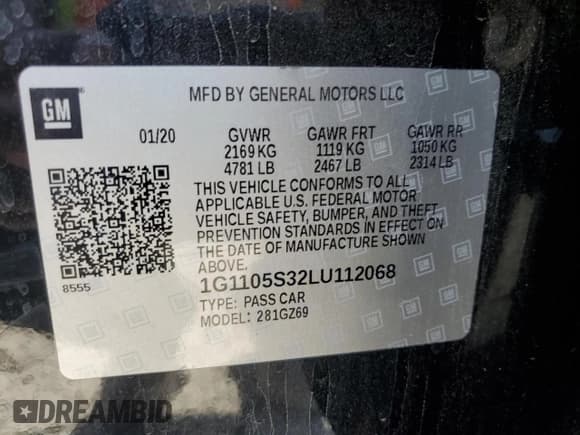 GM
MFD BY GENERAL MOTORS LLC
01/20 GVWR GAWR FRT GAWR RR
2169 KG 1119 KG 1050 KG
4781 LB 2467 LB 2314 LB
THIS VEHICLE CONFORMS TO ALL
APPLICABLE U.S. FEDERAL MOTOR
VEHICLE SAFETY, BUMPER, AND THEFT
PREVENTION STANDARDS IN EFFECT ON
THE DATE OF MANUFACTURE SHOWN
ABOVE.
8555
1G1105S32LU112068
TYPE: PASS CAR
MODEL: 281GZ69
DREAMBID